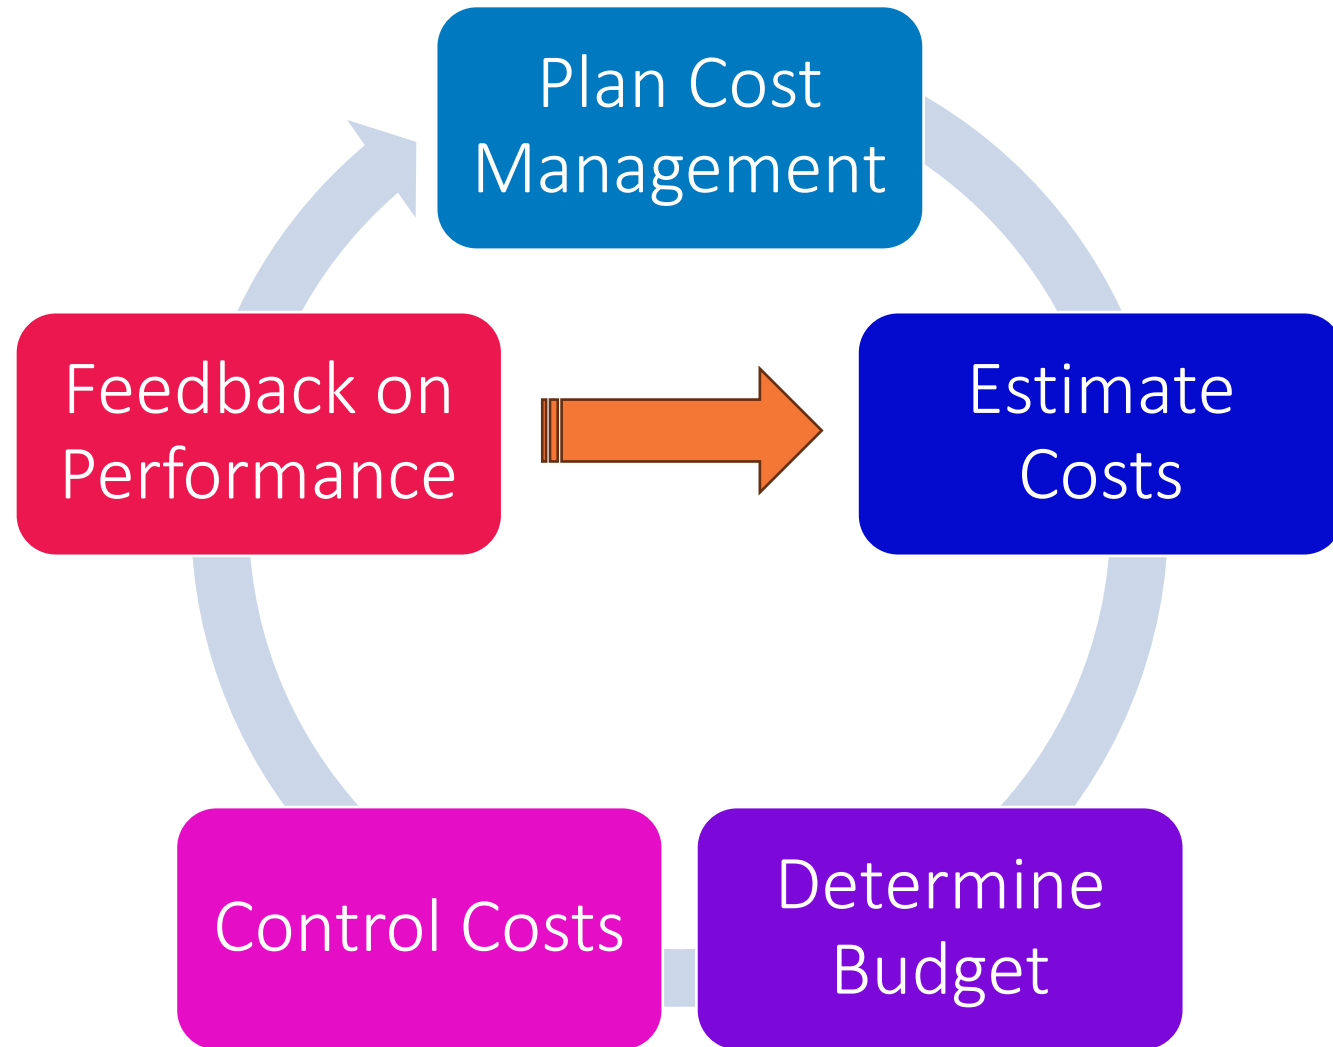 Plan Cost
Management
Feedback on
Performance
Estimate
Costs
Control Costs
Determine
Budget